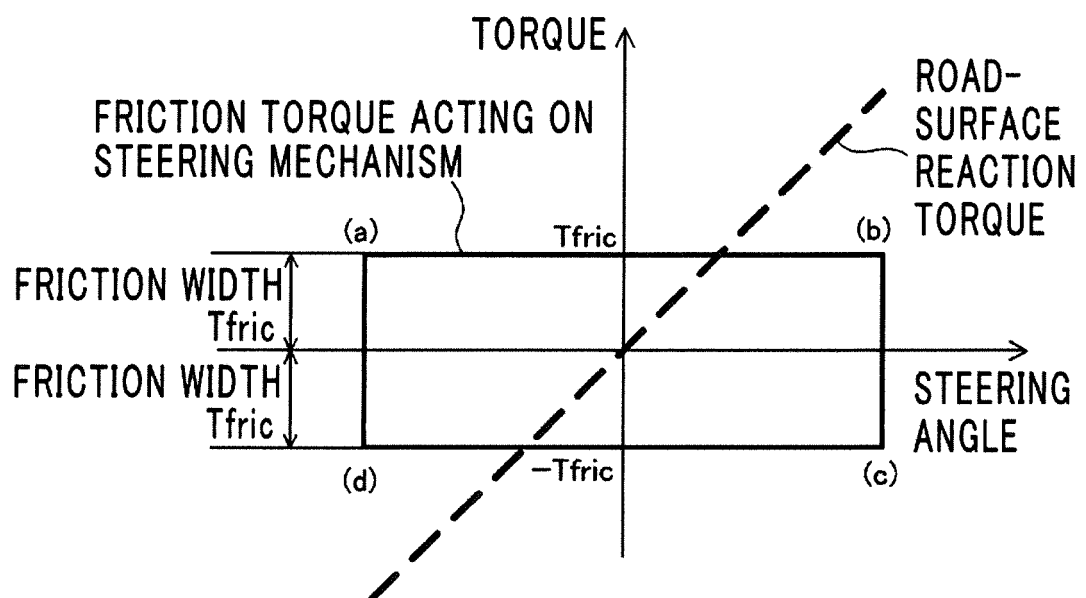 TORQUE
ROAD-
SURFACE
REACTION
TORQUE
FRICTION TORQUE ACTING ON
STEERING MECHANISM
(a)
Tfric
(b)
FRICTION WIDTH
Tfric
FRICTION WIDTH
Tfric
STEERING
ANGLE
(d)
−Tfric
(c)